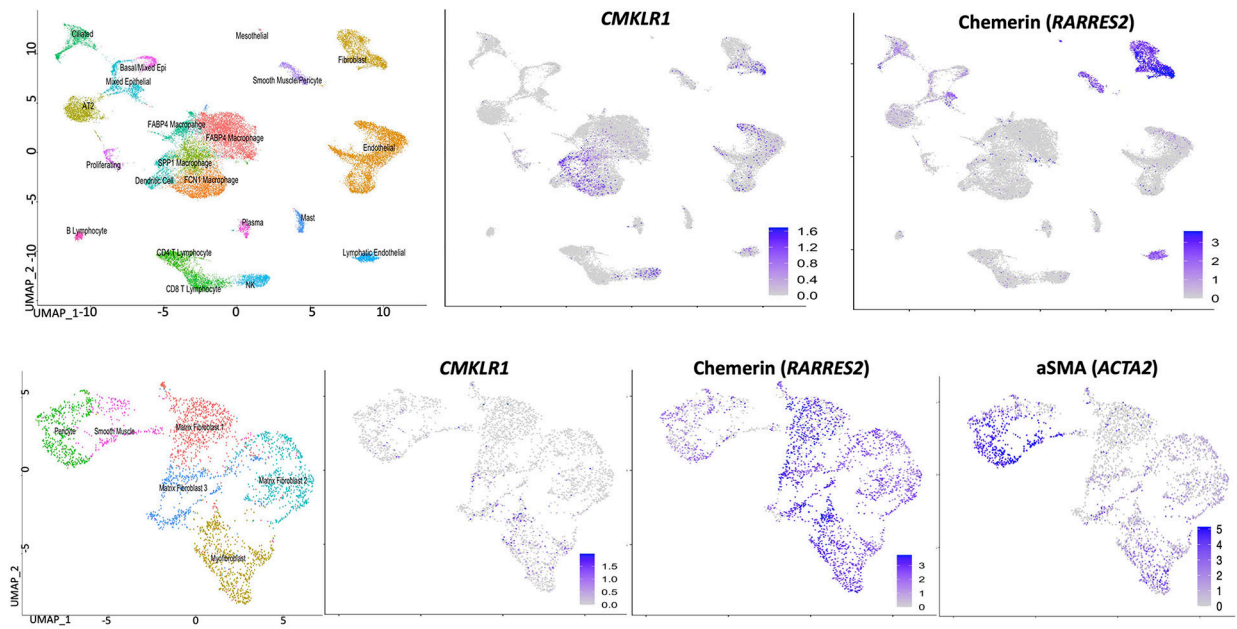 CMKLR1
Chemerin (RARRES2)
Ciliated
Mesothelial
Fibroblast
Basal/Mixed Epi
Mixed Epithelial
Smooth Muscle/Pericyte
AT2
FABP4 Macrophange
FABP4 Macrophage
Endothelial
Proliferating
SPP1 Macrophage
Dendritic Cell
FCN1 Macrophage
B Lymphocyte
Plasma
Mast
CD4 T Lymphocyte
Lymphatic Endothelial
CD8 T Lymphocyte
NK
10
5
0
-5
-10
UMAP_2
UMAP_1
-10
-5
0
5
10
1.6
1.2
0.8
0.4
0.0
3
2
1
0
CMKLR1
Chemerin (RARRES2)
aSMA (ACTA2)
Pericyte
Smooth Muscle
Matrix Fibroblast 1
Matrix Fibroblast 3
Matrix Fibroblast 2
Myofibroblast
5
0
-5
UMAP_2
UMAP_1
-5
0
5
1.5
1.0
0.5
0.0
3
2
1
0
5
4
3
2
1
0